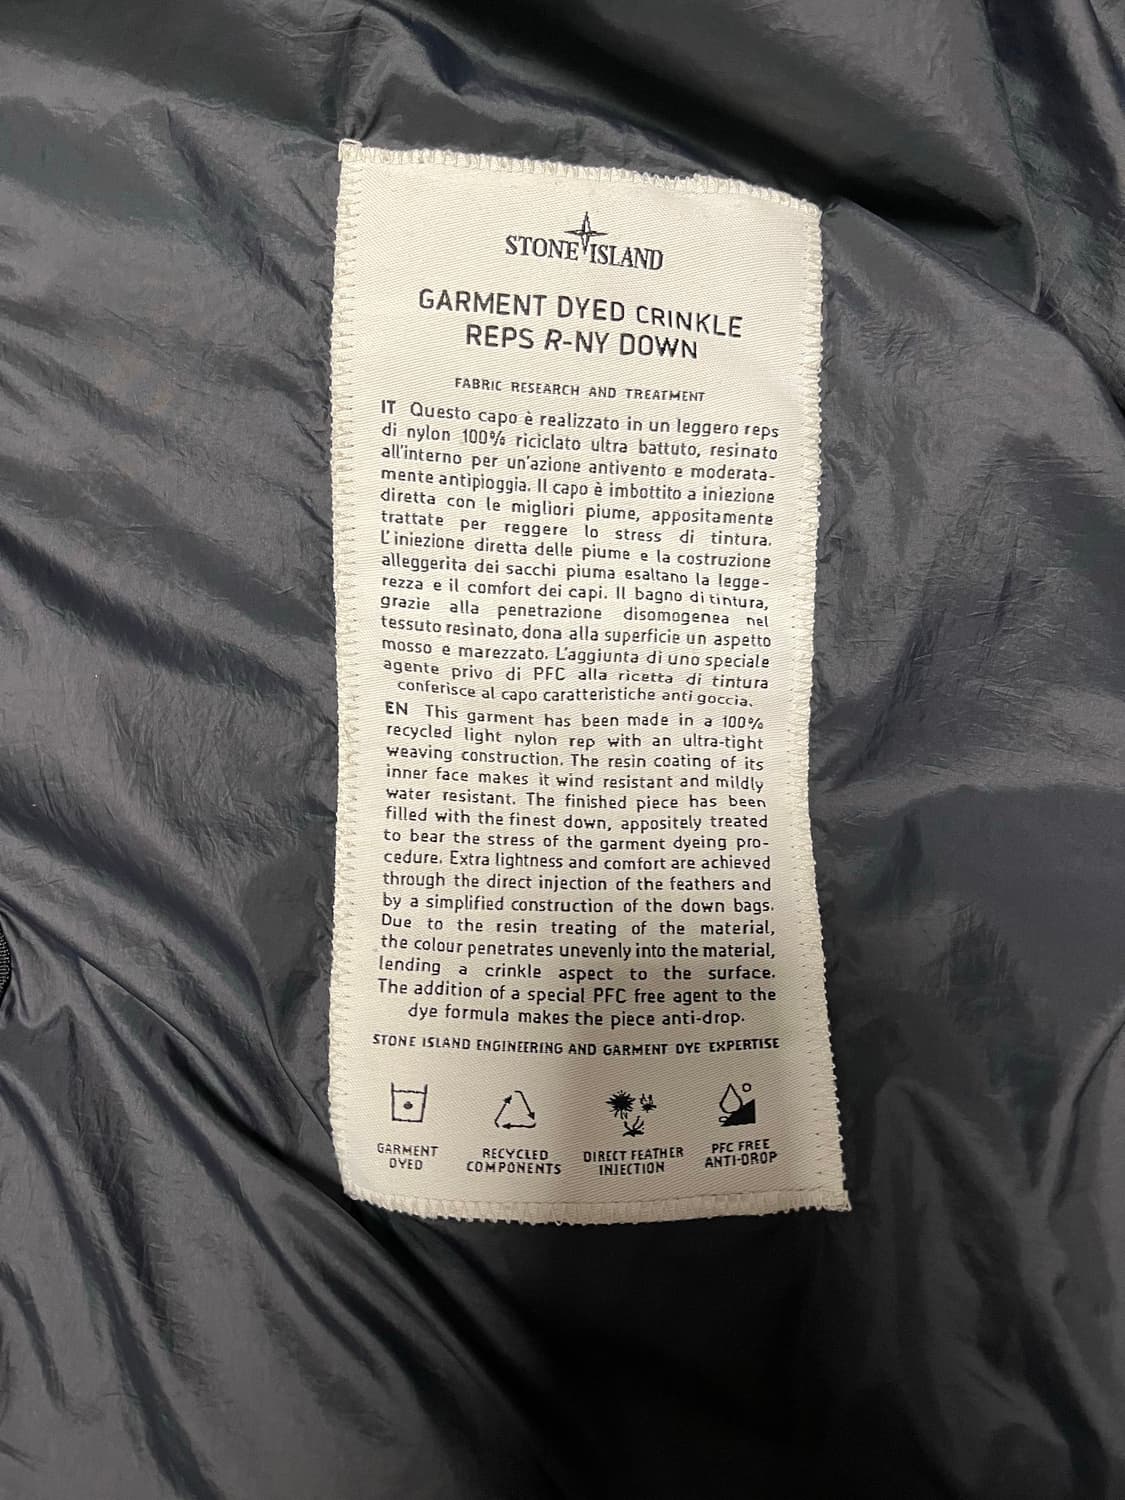 STONE ISLAND
GARMENT DYED CRINKLE
REPS R-NY DOWN
FABRIC RESEARCH AND TREATMENT
IT Questo capo è realizzato in un leggero reps
di nylon 100% riciclato ultra battuto, resinato
all'interno per un'azione antivento e moderata-
mente antipioggia. Il capo è imbottito a iniezione
diretta con le migliori piume, appositamente
trattate per reggere lo stress di tintura.
L'iniezione diretta delle piume e la costruzione
alleggerita dei sacchi piuma esaltano la legge-
rezza e il comfort dei capi. Il bagno di tintura,
grazie alla penetrazione disomogenea nel
tessuto resinato, dona alla superficie un aspetto
mosso e marezzato. L'aggiunta di uno speciale
agente privo di PFC alla ricetta di tintura
conferisce al capo caratteristiche anti goccia.
EN This garment has been made in a 100%
recycled light nylon rep with an ultra-tight
weaving construction. The resin coating of its
inner face makes it wind resistant and mildly
water resistant. The finished piece has been
filled with the finest down, appositely treated
to bear the stress of the garment dyeing pro-
cedure. Extra lightness and comfort are achieved
through the direct injection of the feathers and
by a simplified construction of the down bags.
Due to the resin treating of the material,
the colour penetrates unevenly into the material,
lending a crinkle aspect to the surface.
The addition of a special PFC free agent to the
dye formula makes the piece anti-drop.
STONE ISLAND ENGINEERING AND GARMENT DYE EXPERTISE
GARMENT
DYED
RECYCLED
COMPONENTS
DIRECT FEATHER
INJECTION
PFC FREE
ANTI-DROP